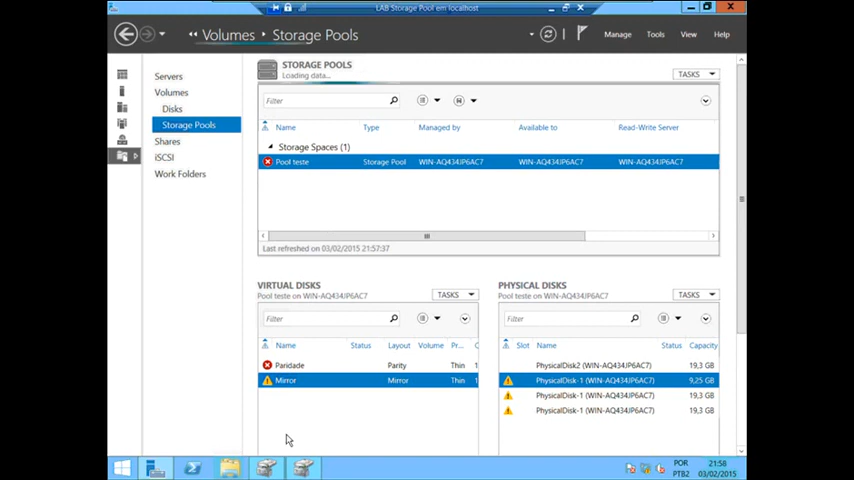 LAB Storage Pool em localhost
Volumes Storage Pools
Manage Tools View Help
Servers
Volumes
Disks
Storage Pools
Shares
iSCSI
Work Folders
STORAGE POOLS
Loading data...
TASKS
Filter
Name Type Managed by Available to Read-Write Server
Storage Spaces (1)
Pool teste Storage Pool WIN-AQ434JP6AC7 WIN-AQ434JP6AC7 WIN-AQ434JP6AC7
Last refreshed on 03/02/2015 21:57:37
VIRTUAL DISKS
Pool teste on WIN-AQ434JP6AC7
TASKS
Filter
Name Status Layout Volume Pr...
Paridade Parity Thin
Mirror Mirror Thin
PHYSICAL DISKS
Pool teste on WIN-AQ434JP6AC7
TASKS
Filter
Slot Name Status Capacity
PhysicalDisk2 (WIN-AQ434JP6AC7) 19,3 GB
PhysicalDisk-1 (WIN-AQ434JP6AC7) 9,25 GB
PhysicalDisk-1 (WIN-AQ434JP6AC7) 19,3 GB
PhysicalDisk-1 (WIN-AQ434JP6AC7) 19,3 GB
POR
PTB2
21:58
03/02/2015